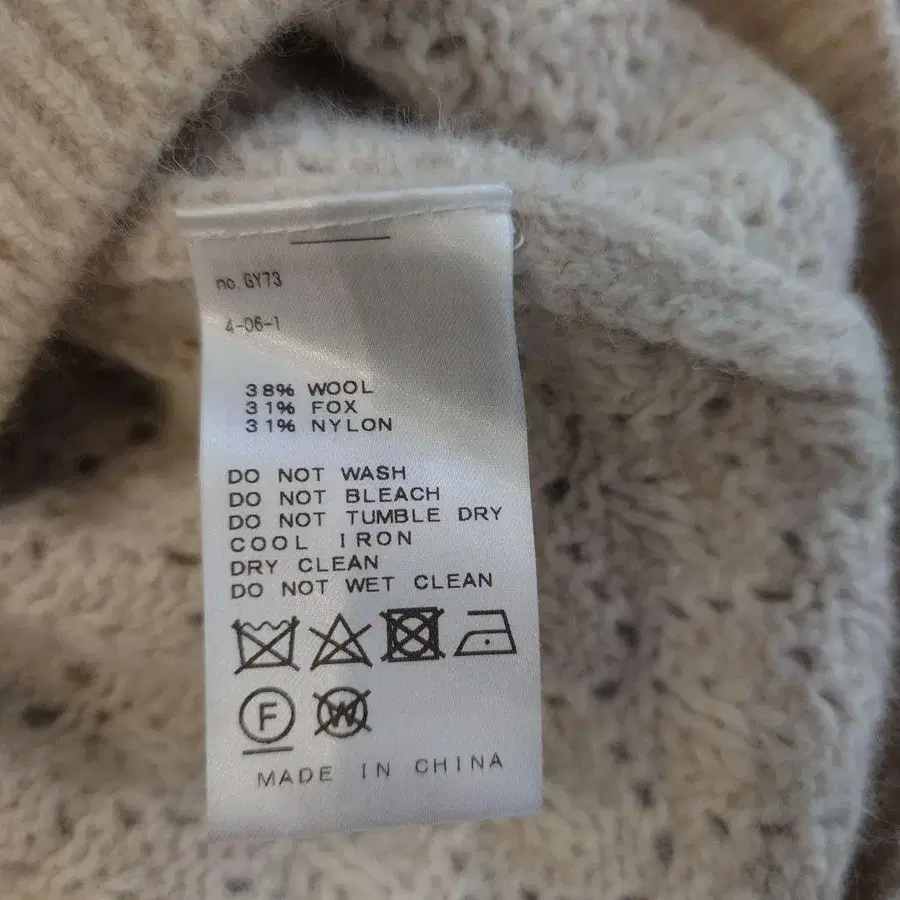 no.GY73
4-06-1
38% WOOL
31% FOX
31% NYLON
DO NOT WASH
DO NOT BLEACH
DO NOT TUMBLE DRY
COOL IRON
DRY CLEAN
DO NOT WET CLEAN
F W
MADE IN CHINA